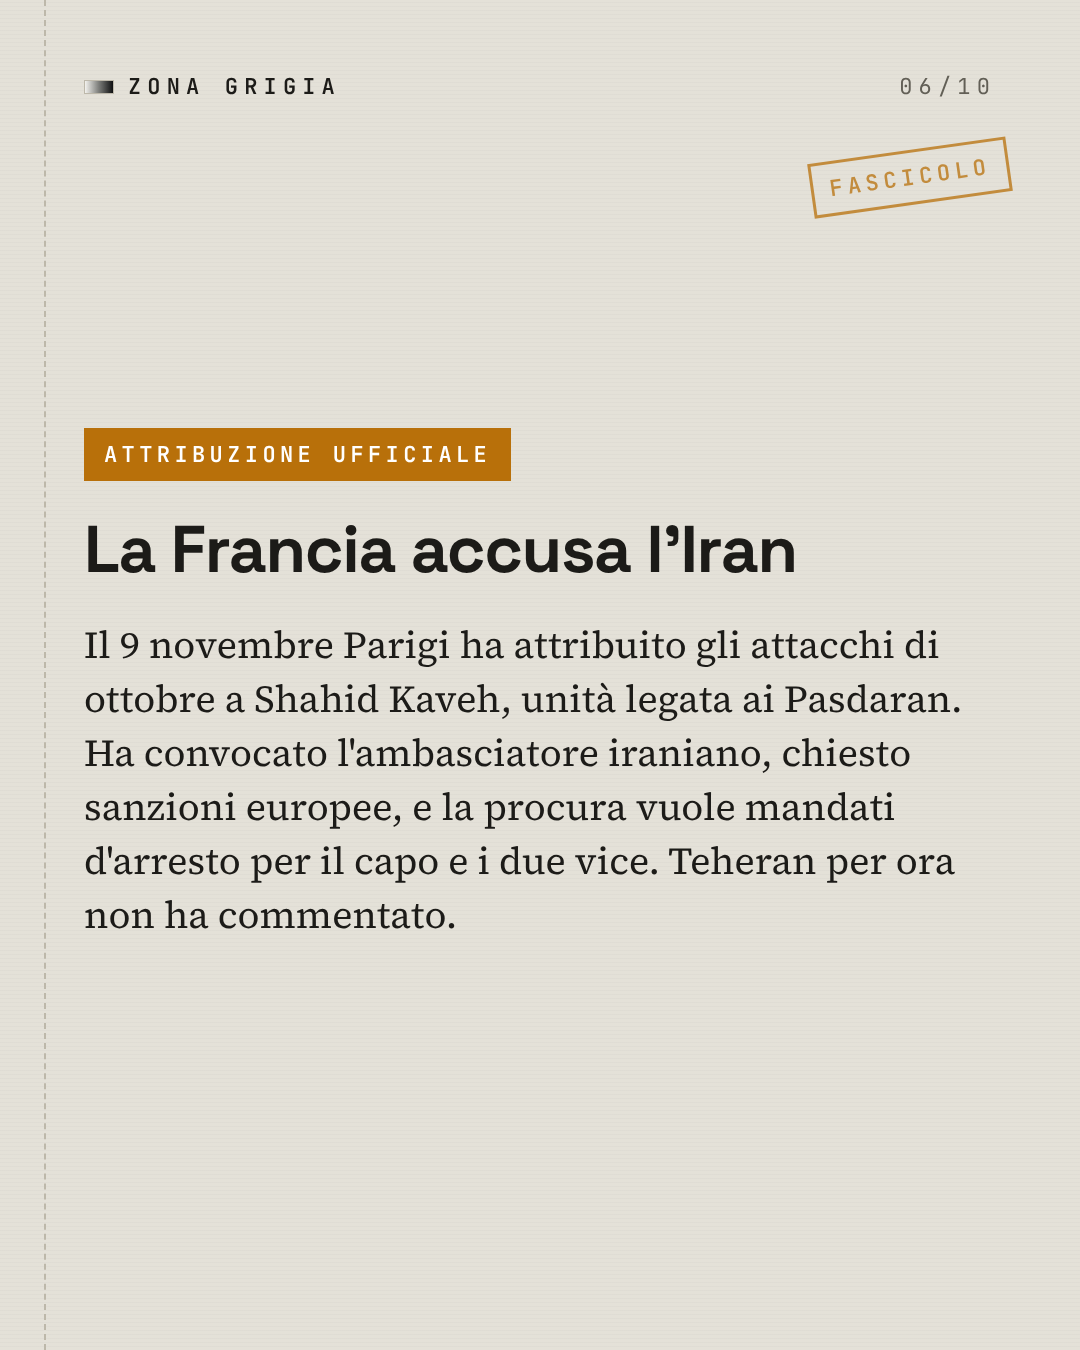 ZONA GRIGIA
06/10
FASCICOLO
ATTRIBUZIONE UFFICIALE
La Francia accusa l’Iran
Il 9 novembre Parigi ha attribuito gli attacchi di
ottobre a Shahid Kaveh, unità legata ai Pasdaran.
Ha convocato l'ambasciatore iraniano, chiesto
sanzioni europee, e la procura vuole mandati
d'arresto per il capo e i due vice. Teheran per ora
non ha commentato.